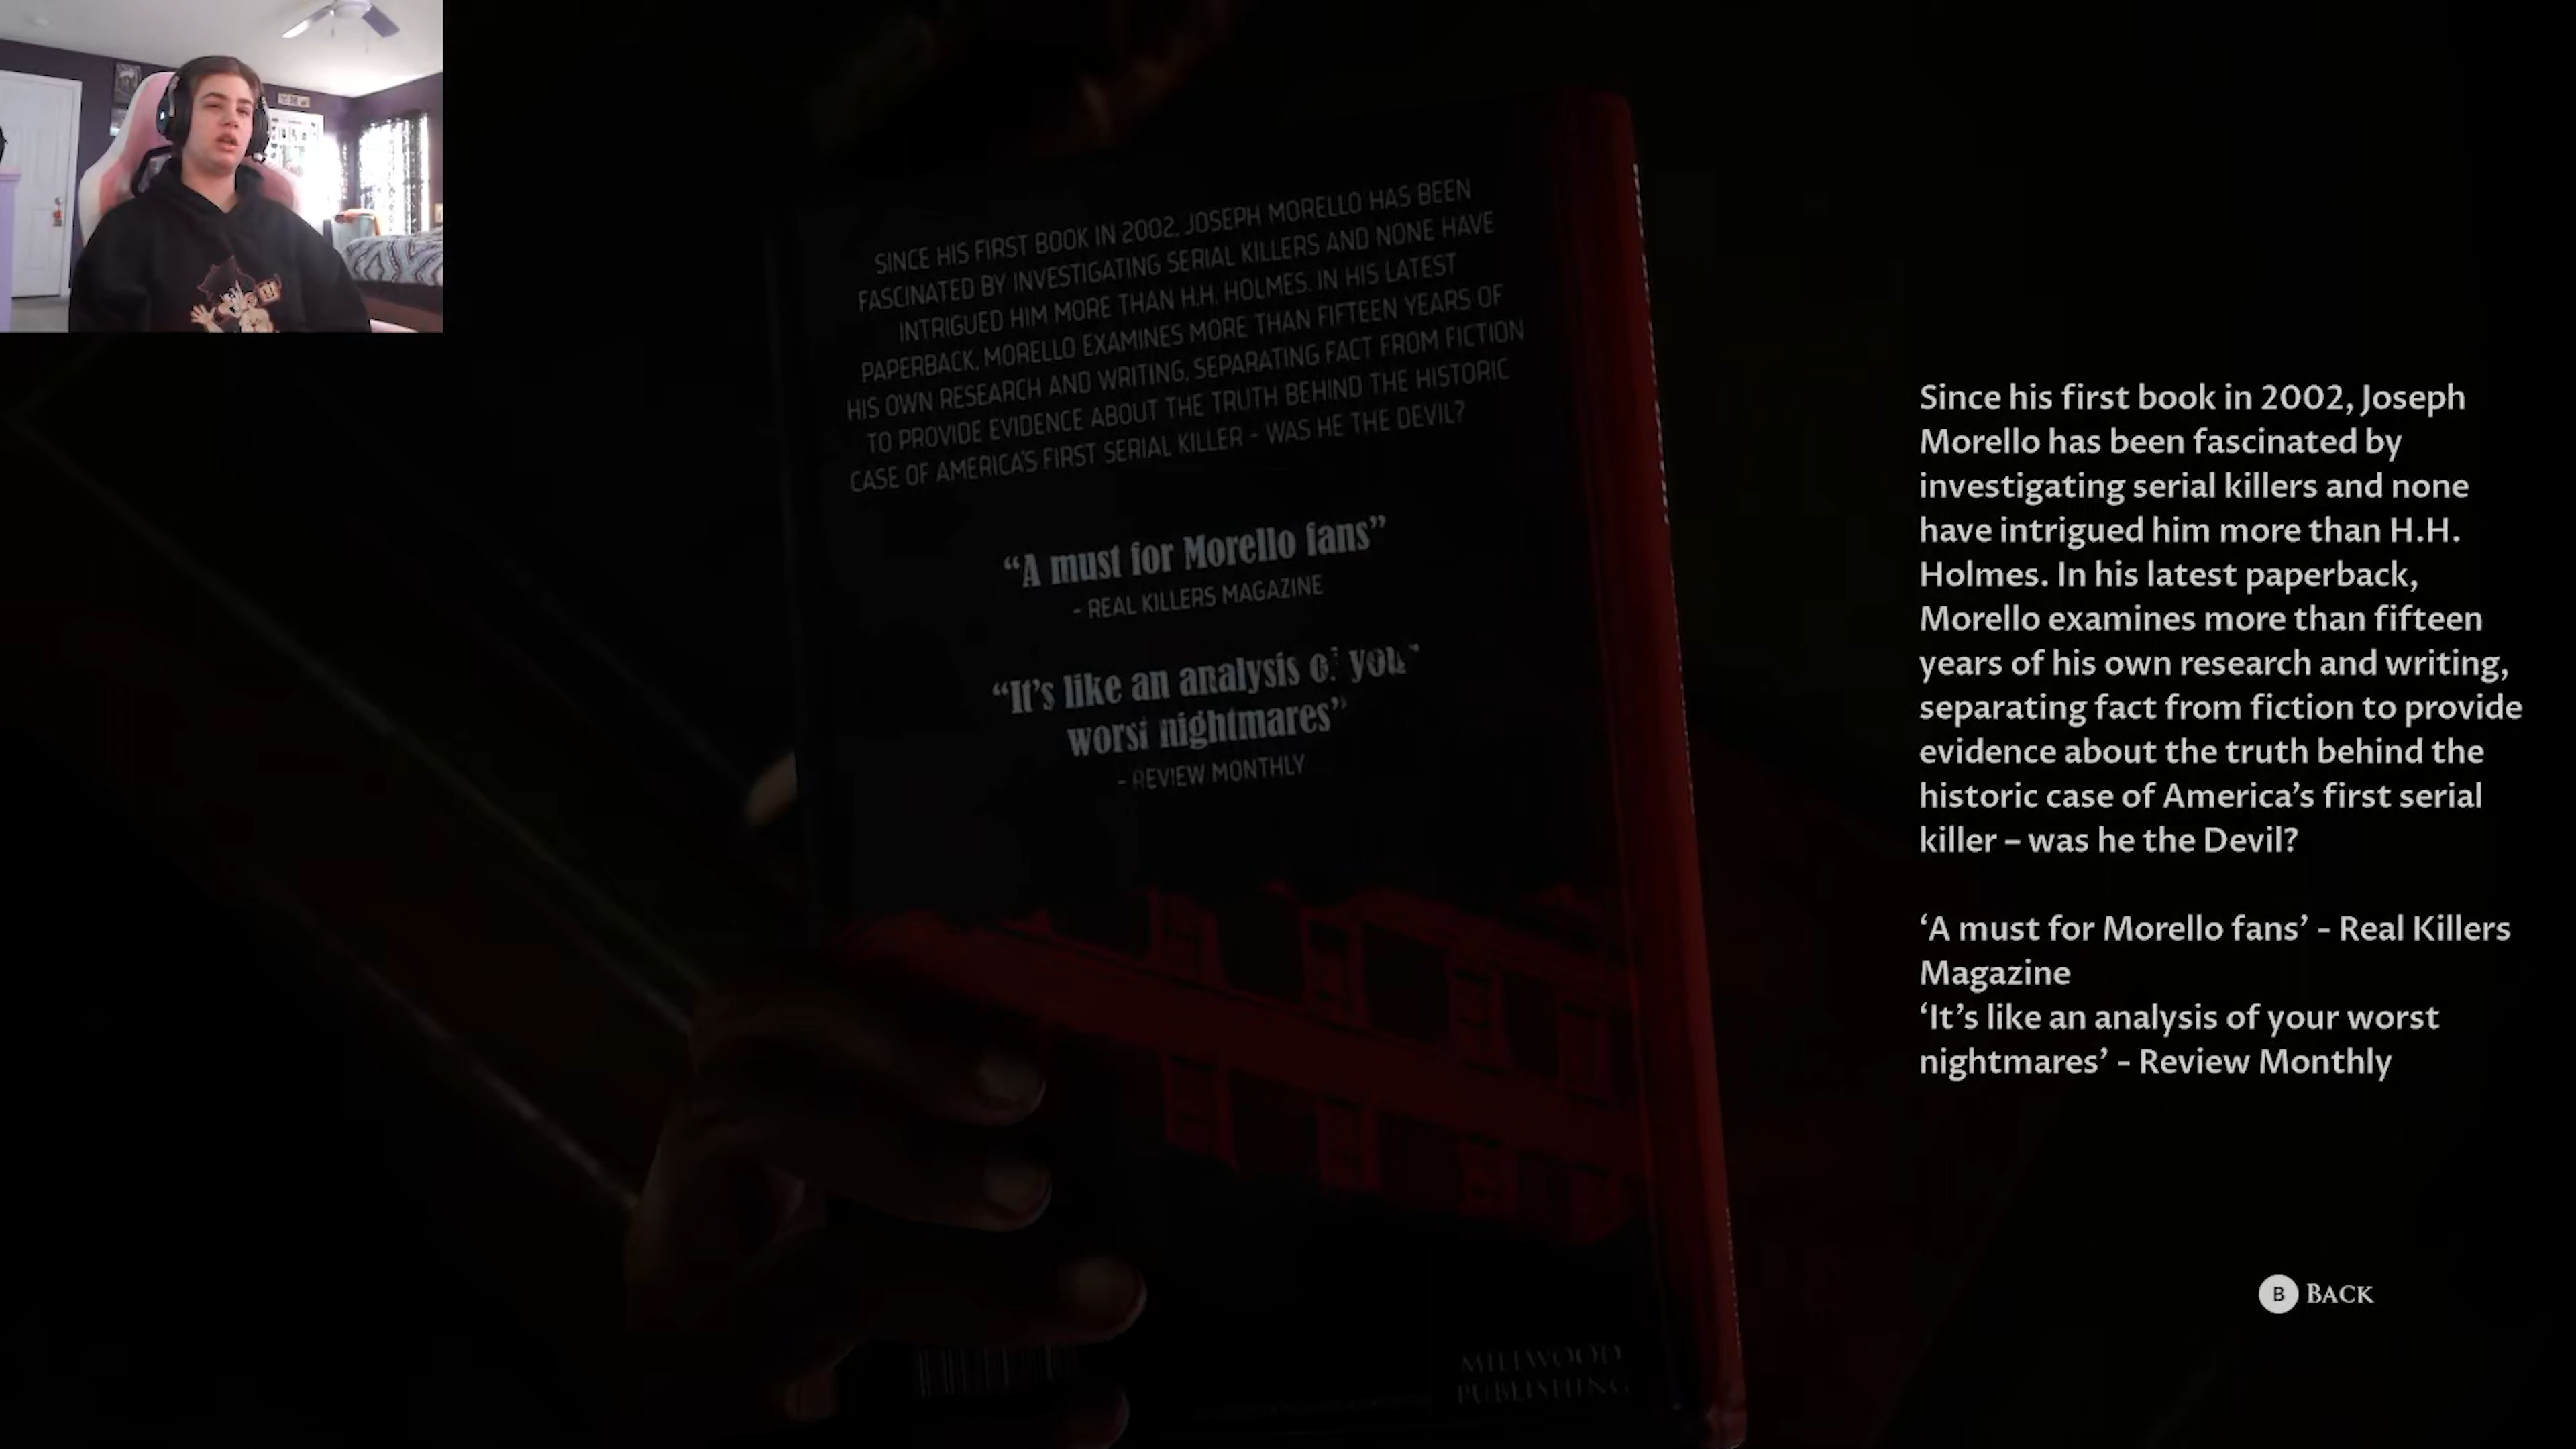 SINCE HIS FIRST BOOK IN 2002, JOSEPH MORELLO HAS BEEN
FASCINATED BY INVESTIGATING SERIAL KILLERS AND NONE HAVE
INTRIGUED HIM MORE THAN H.H. HOLMES. IN HIS LATEST
PAPERBACK, MORELLO EXAMINES MORE THAN FIFTEEN YEARS OF
HIS OWN RESEARCH AND WRITING, SEPARATING FACT FROM FICTION
TO PROVIDE EVIDENCE ABOUT THE TRUTH BEHIND THE HISTORIC
CASE OF AMERICA'S FIRST SERIAL KILLER - WAS HE THE DEVIL?
“A must for Morello fans”
- REAL KILLERS MAGAZINE
“It's like an analysis of your
worst nightmares”
- REVIEW MONTHLY
MILLWOOD
PUBLISHING
Since his first book in 2002, Joseph
Morello has been fascinated by
investigating serial killers and none
have intrigued him more than H.H.
Holmes. In his latest paperback,
Morello examines more than fifteen
years of his own research and writing,
separating fact from fiction to provide
evidence about the truth behind the
historic case of America's first serial
killer – was he the Devil?
‘A must for Morello fans’ - Real Killers
Magazine
‘It's like an analysis of your worst
nightmares’ - Review Monthly
B BACK